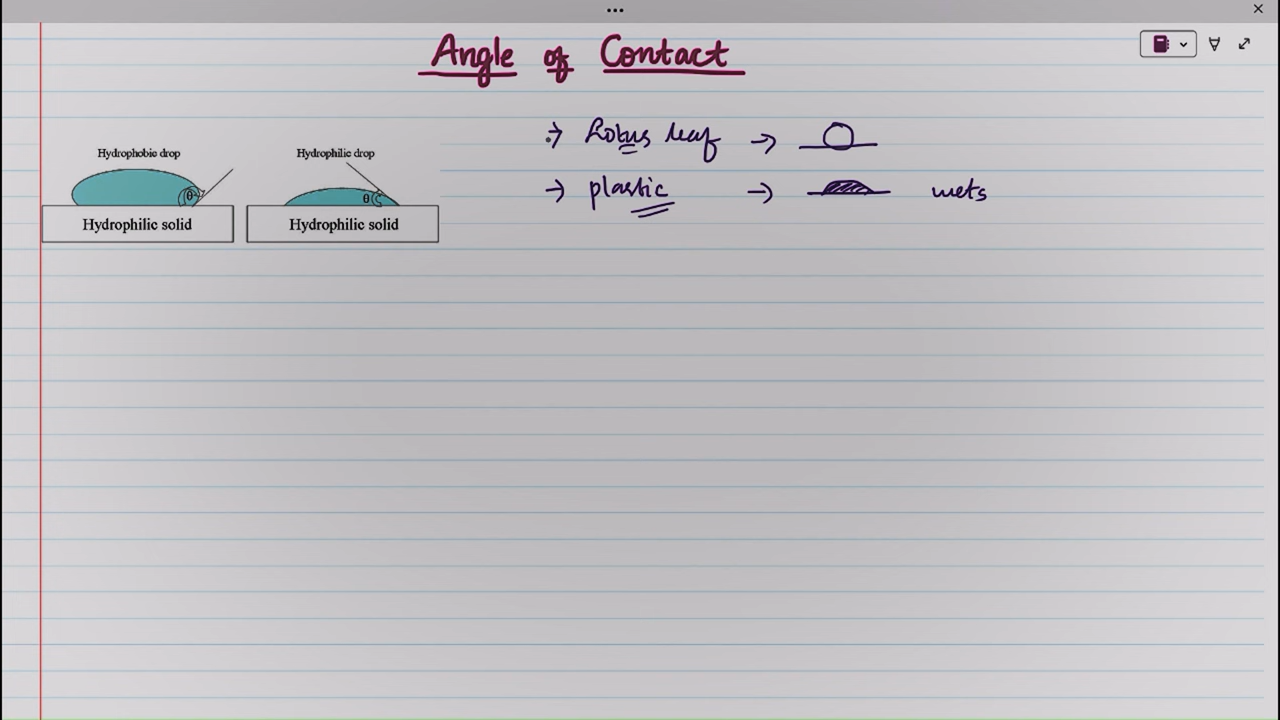 Angle of Contact
→ Lotus leaf →
→ plastic → wets
Hydrophobic drop
Hydrophilic drop
θ
θ
Hydrophilic solid
Hydrophilic solid